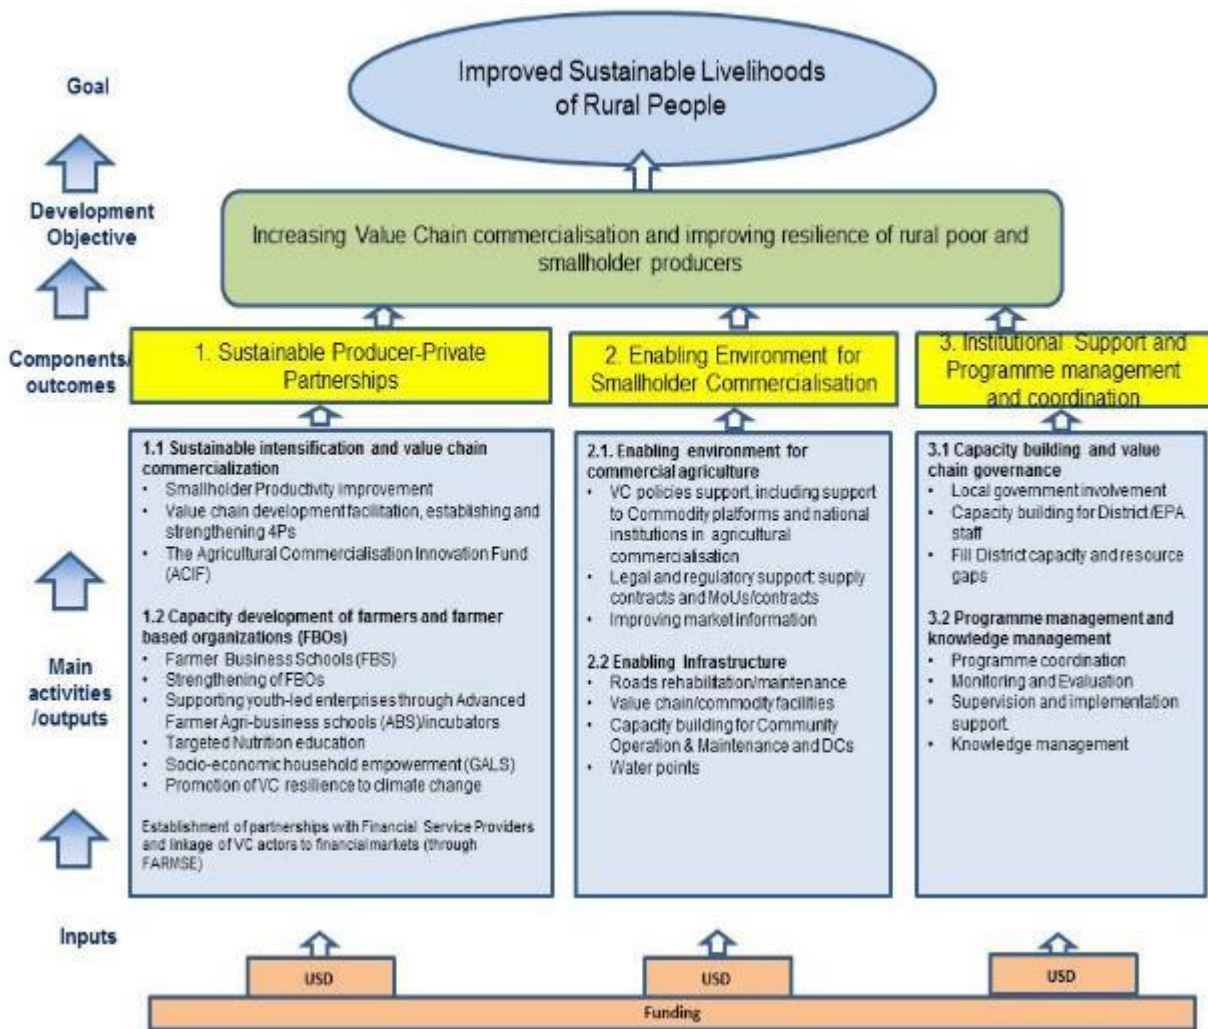 Goal
Improved Sustainable Livelihoods
of Rural People
Development
Objective
Increasing Value Chain commercialisation and improving resilience of rural poor and
smallholder producers
Components/
outcomes
1. Sustainable Producer-Private
Partnerships
2. Enabling Environment for
Smallholder Commercialisation
3. Institutional Support and
Programme management
and coordination
Main
activities
/outputs
1.1 Sustainable intensification and value chain
commercialization
• Smallholder Productivity improvement
• Value chain development facilitation, establishing and
strengthening 4Ps
• The Agricultural Commercialisation Innovation Fund
(ACIF)
1.2 Capacity development of farmers and farmer
based organizations (FBOs)
• Farmer Business Schools (FBS)
• Strengthening of FBOs
• Supporting youth-led enterprises through Advanced
Farmer Agri-business schools (ABS)/incubators
• Targeted Nutrition education
• Socio-economic household empowerment (GALS)
• Promotion of VC resilience to climate change
Establishment of partnerships with Financial Service Providers
and linkage of VC actors to financial markets (through
FARMSE)
2.1. Enabling environment for
commercial agriculture
• VC policies support, including support
to Commodity platforms and national
institutions in agricultural
commercialisation
• Legal and regulatory support: supply
contracts and MoUs/contracts
• Improving market information
2.2 Enabling Infrastructure
• Roads rehabilitation/maintenance
• Value chain/commodity facilities
• Capacity building for Community
Operation & Maintenance and DCs
• Water points
3.1 Capacity building and value
chain governance
• Local government involvement
• Capacity building for District/EPA
staff
• Fill District capacity and resource
gaps
3.2 Programme management and
knowledge management
• Programme coordination
• Monitoring and Evaluation
• Supervision and implementation
support.
• Knowledge management
Inputs
USD
USD
USD
Funding